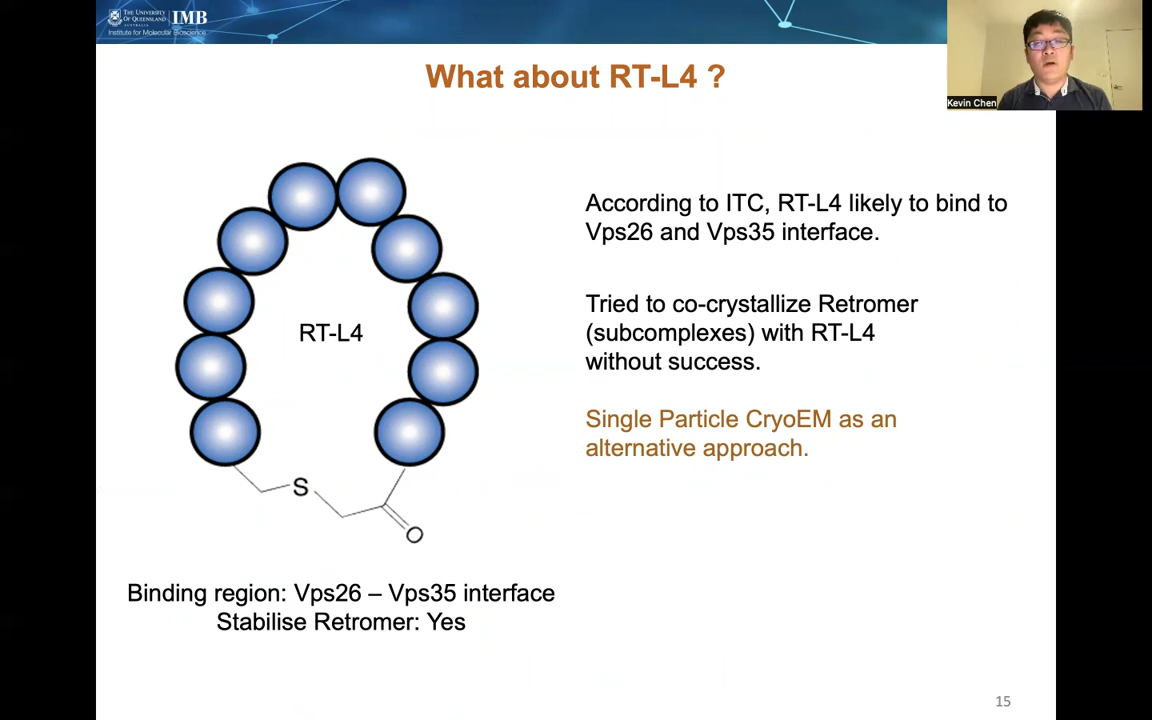 THE UNIVERSITY
OF QUEENSLAND
AUSTRALIA
IMB
Institute for Molecular Bioscience
What about RT-L4 ?
Kevin Chen
According to ITC, RT-L4 likely to bind to
Vps26 and Vps35 interface.
Tried to co-crystallize Retromer
(subcomplexes) with RT-L4
without success.
Single Particle CryoEM as an
alternative approach.
RT-L4
S
O
Binding region: Vps26 – Vps35 interface
Stabilise Retromer: Yes
15